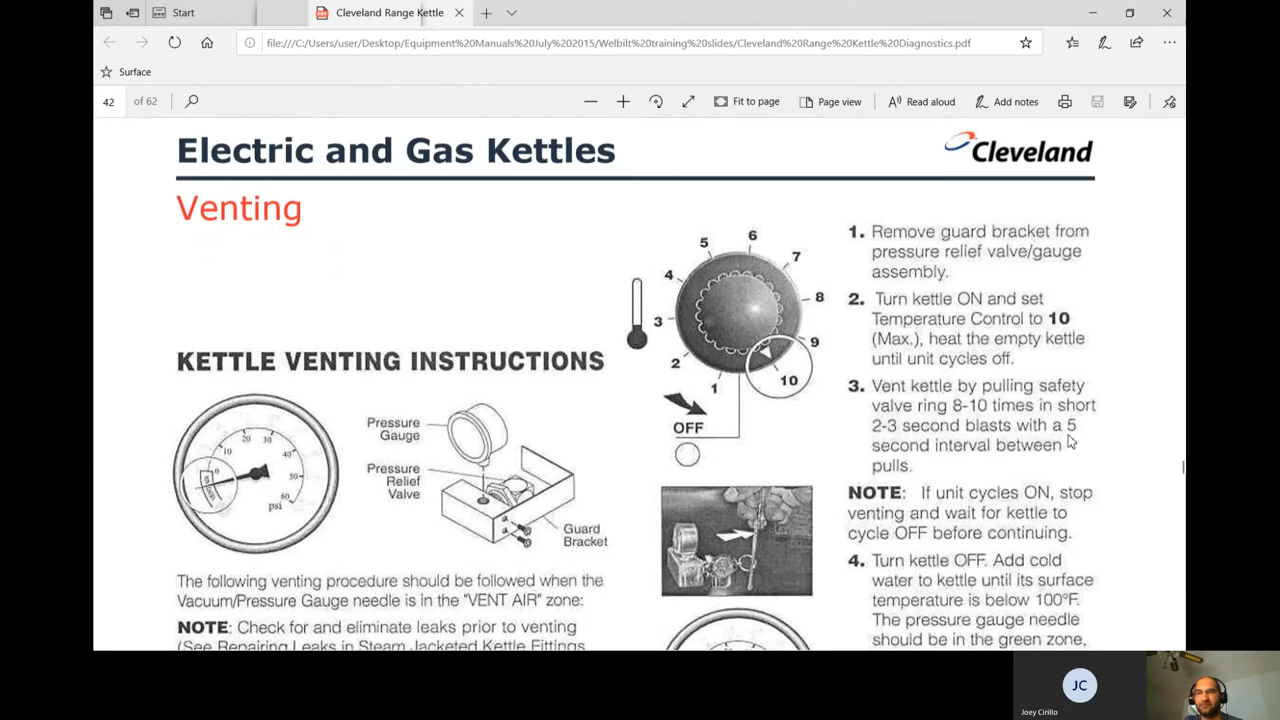 Start
Cleveland Range Kettle
file:///C:/Users/user/Desktop/Equipment%20Manuals%20July%202015/Welbilt%20training%20slides/Cleveland%20Range%20Kettle%20Diagnostics.pdf
Surface
42 of 62
Fit to page
Page view
Read aloud
Add notes
Electric and Gas Kettles
Cleveland
Venting
KETTLE VENTING INSTRUCTIONS
0
10
20
30
40
50
60
psi
Pressure
Gauge
Pressure
Relief
Valve
Guard
Bracket
The following venting procedure should be followed when the
Vacuum/Pressure Gauge needle is in the "VENT AIR" zone:
NOTE: Check for and eliminate leaks prior to venting
(See Repairing Leaks in Steam Jacketed Kettle Fittings
1
2
3
4
5
6
7
8
9
10
OFF
1. Remove guard bracket from
pressure relief valve/gauge
assembly.
2. Turn kettle ON and set
Temperature Control to 10
(Max.), heat the empty kettle
until unit cycles off.
3. Vent kettle by pulling safety
valve ring 8-10 times in short
2-3 second blasts with a 5
second interval between
pulls.
NOTE: If unit cycles ON, stop
venting and wait for kettle to
cycle OFF before continuing.
4. Turn kettle OFF. Add cold
water to kettle until its surface
temperature is below 100ºF.
The pressure gauge needle
should be in the green zone,
JC
Joey Cirillo